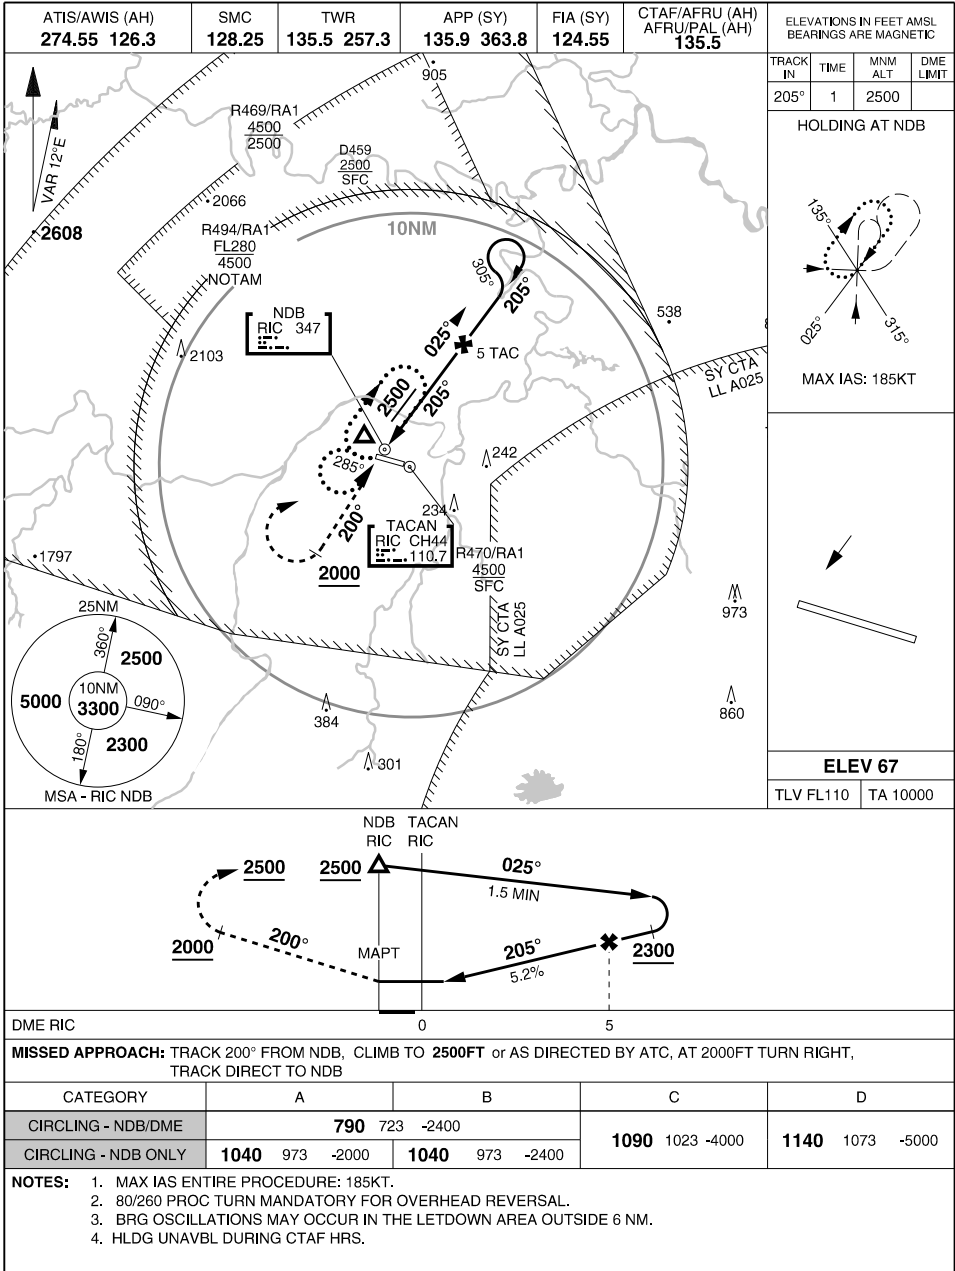 ATIS/AWIS (AH)
274.55 126.3
SMC
128.25
TWR
135.5 257.3
APP (SY)
135.9 363.8
FIA (SY)
124.55
CTAF/AFRU (AH)
AFRU/PAL (AH)
135.5
ELEVATIONS IN FEET AMSL
BEARINGS ARE MAGNETIC
TRACK IN
TIME
MNM ALT
DME LIMIT
205°
1
2500
HOLDING AT NDB
135°
025°
315°
MAX IAS: 185KT
VAR 12°E
905
R469/RA1
4500
2500
D459
2500
SFC
2066
2608
R494/RA1
FL280
4500
NOTAM
10NM
305°
205°
NDB
RIC 347
025°
5 TAC
538
2103
SY CTA
LL A025
2500
205°
285°
242
234
200°
TACAN
RIC CH44
110.7
R470/RA1
4500
SFC
2000
1797
SY CTA
LL A025
973
25NM
360°
2500
5000
10NM
3300
090°
180°
2300
MSA - RIC NDB
384
301
860
ELEV 67
TLV FL110
TA 10000
NDB
RIC
TACAN
RIC
2500
2500
025°
1.5 MIN
2000
200°
MAPT
205°
5.2%
2300
DME RIC
0
5
MISSED APPROACH: TRACK 200° FROM NDB, CLIMB TO 2500FT or AS DIRECTED BY ATC, AT 2000FT TURN RIGHT,
TRACK DIRECT TO NDB
CATEGORY
A
B
C
D
CIRCLING - NDB/DME
790 723 -2400
1090 1023 -4000
1140 1073 -5000
CIRCLING - NDB ONLY
1040 973 -2000
1040 973 -2400
NOTES: 1. MAX IAS ENTIRE PROCEDURE: 185KT.
2. 80/260 PROC TURN MANDATORY FOR OVERHEAD REVERSAL.
3. BRG OSCILLATIONS MAY OCCUR IN THE LETDOWN AREA OUTSIDE 6 NM.
4. HLDG UNAVBL DURING CTAF HRS.